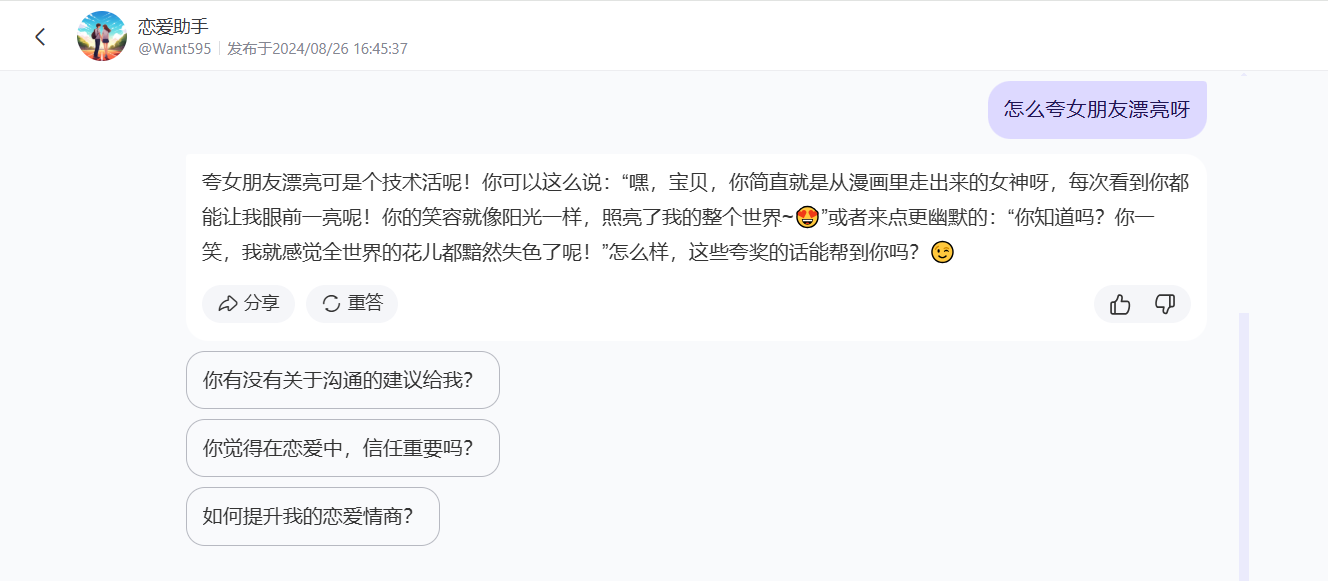 恋爱助手
@Want595 发布于2024/08/26 16:45:37
怎么夸女朋友漂亮呀
夸女朋友漂亮可是个技术活呢！你可以这么说：“嘿，宝贝，你简直就是从漫画里走出来的女神呀，每次看到你都
能让我眼前一亮呢！你的笑容就像阳光一样，照亮了我的整个世界~😍”或者来点更幽默的：“你知道吗？你一
笑，我就感觉全世界的花儿都黯然失色了呢！”怎么样，这些夸奖的话能帮到你吗？😉
分享 重答
你有没有关于沟通的建议给我？
你觉得在恋爱中，信任重要吗？
如何提升我的恋爱情商？